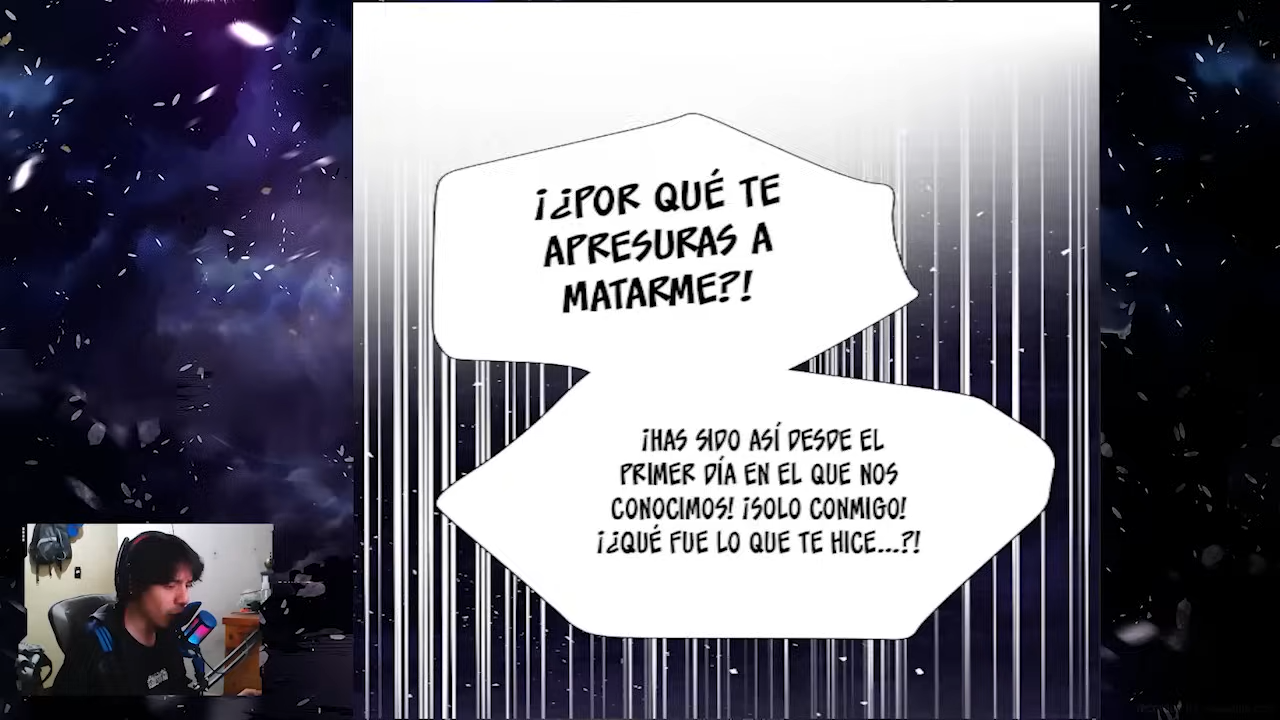 ¡¿POR QUÉ TE
APRESURAS A
MATARME?!
¡HAS SIDO ASÍ DESDE EL
PRIMER DÍA EN EL QUE NOS
CONOCIMOS! ¡SOLO CONMIGO!
¡¿QUÉ FUE LO QUE TE HICE...?!